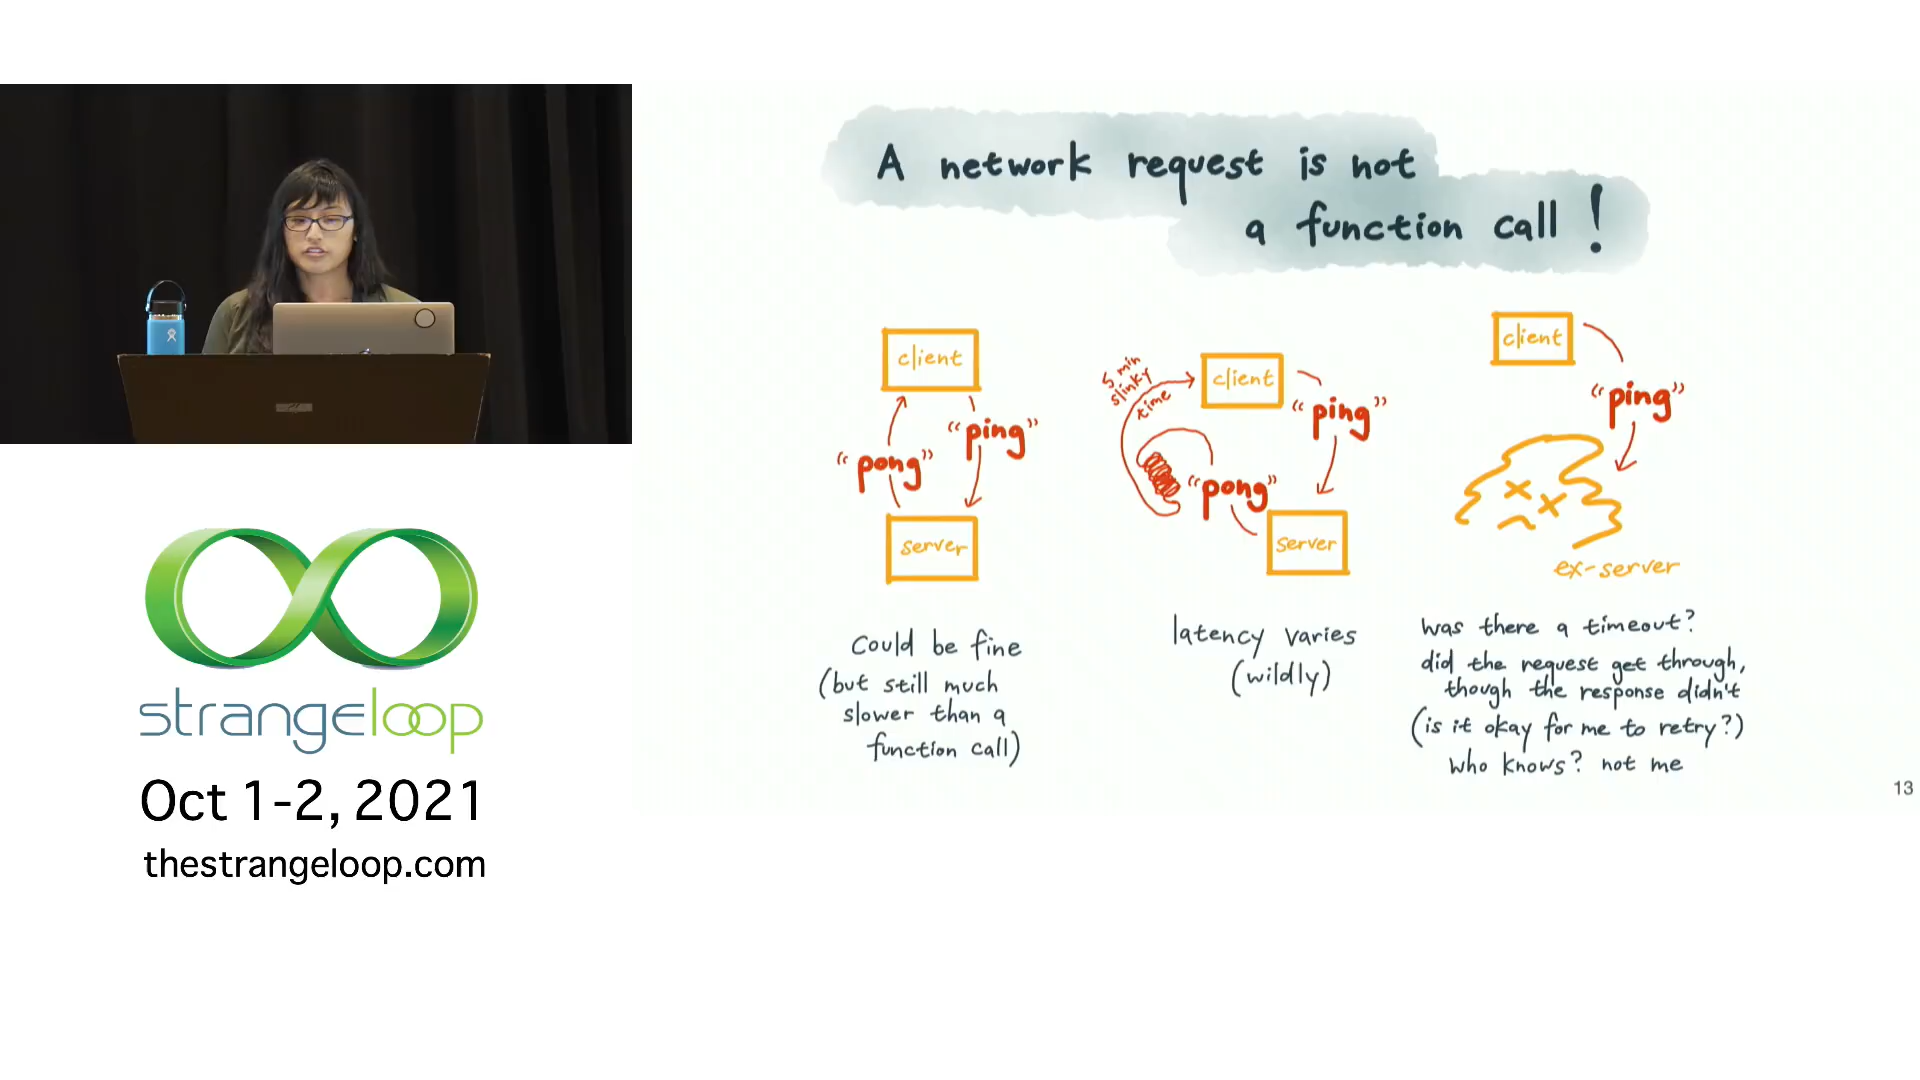 A network request is not
a function call!
client
"ping"
"pong"
server
Could be fine
(but still much
slower than a
function call)
5 min
slinky
time
client
"ping"
"pong"
server
latency varies
(wildly)
client
"ping"
ex-server
was there a timeout?
did the request get through,
though the response didn't
(is it okay for me to retry?)
who knows? not me
13
strangeloop
Oct 1-2, 2021
thestrangeloop.com